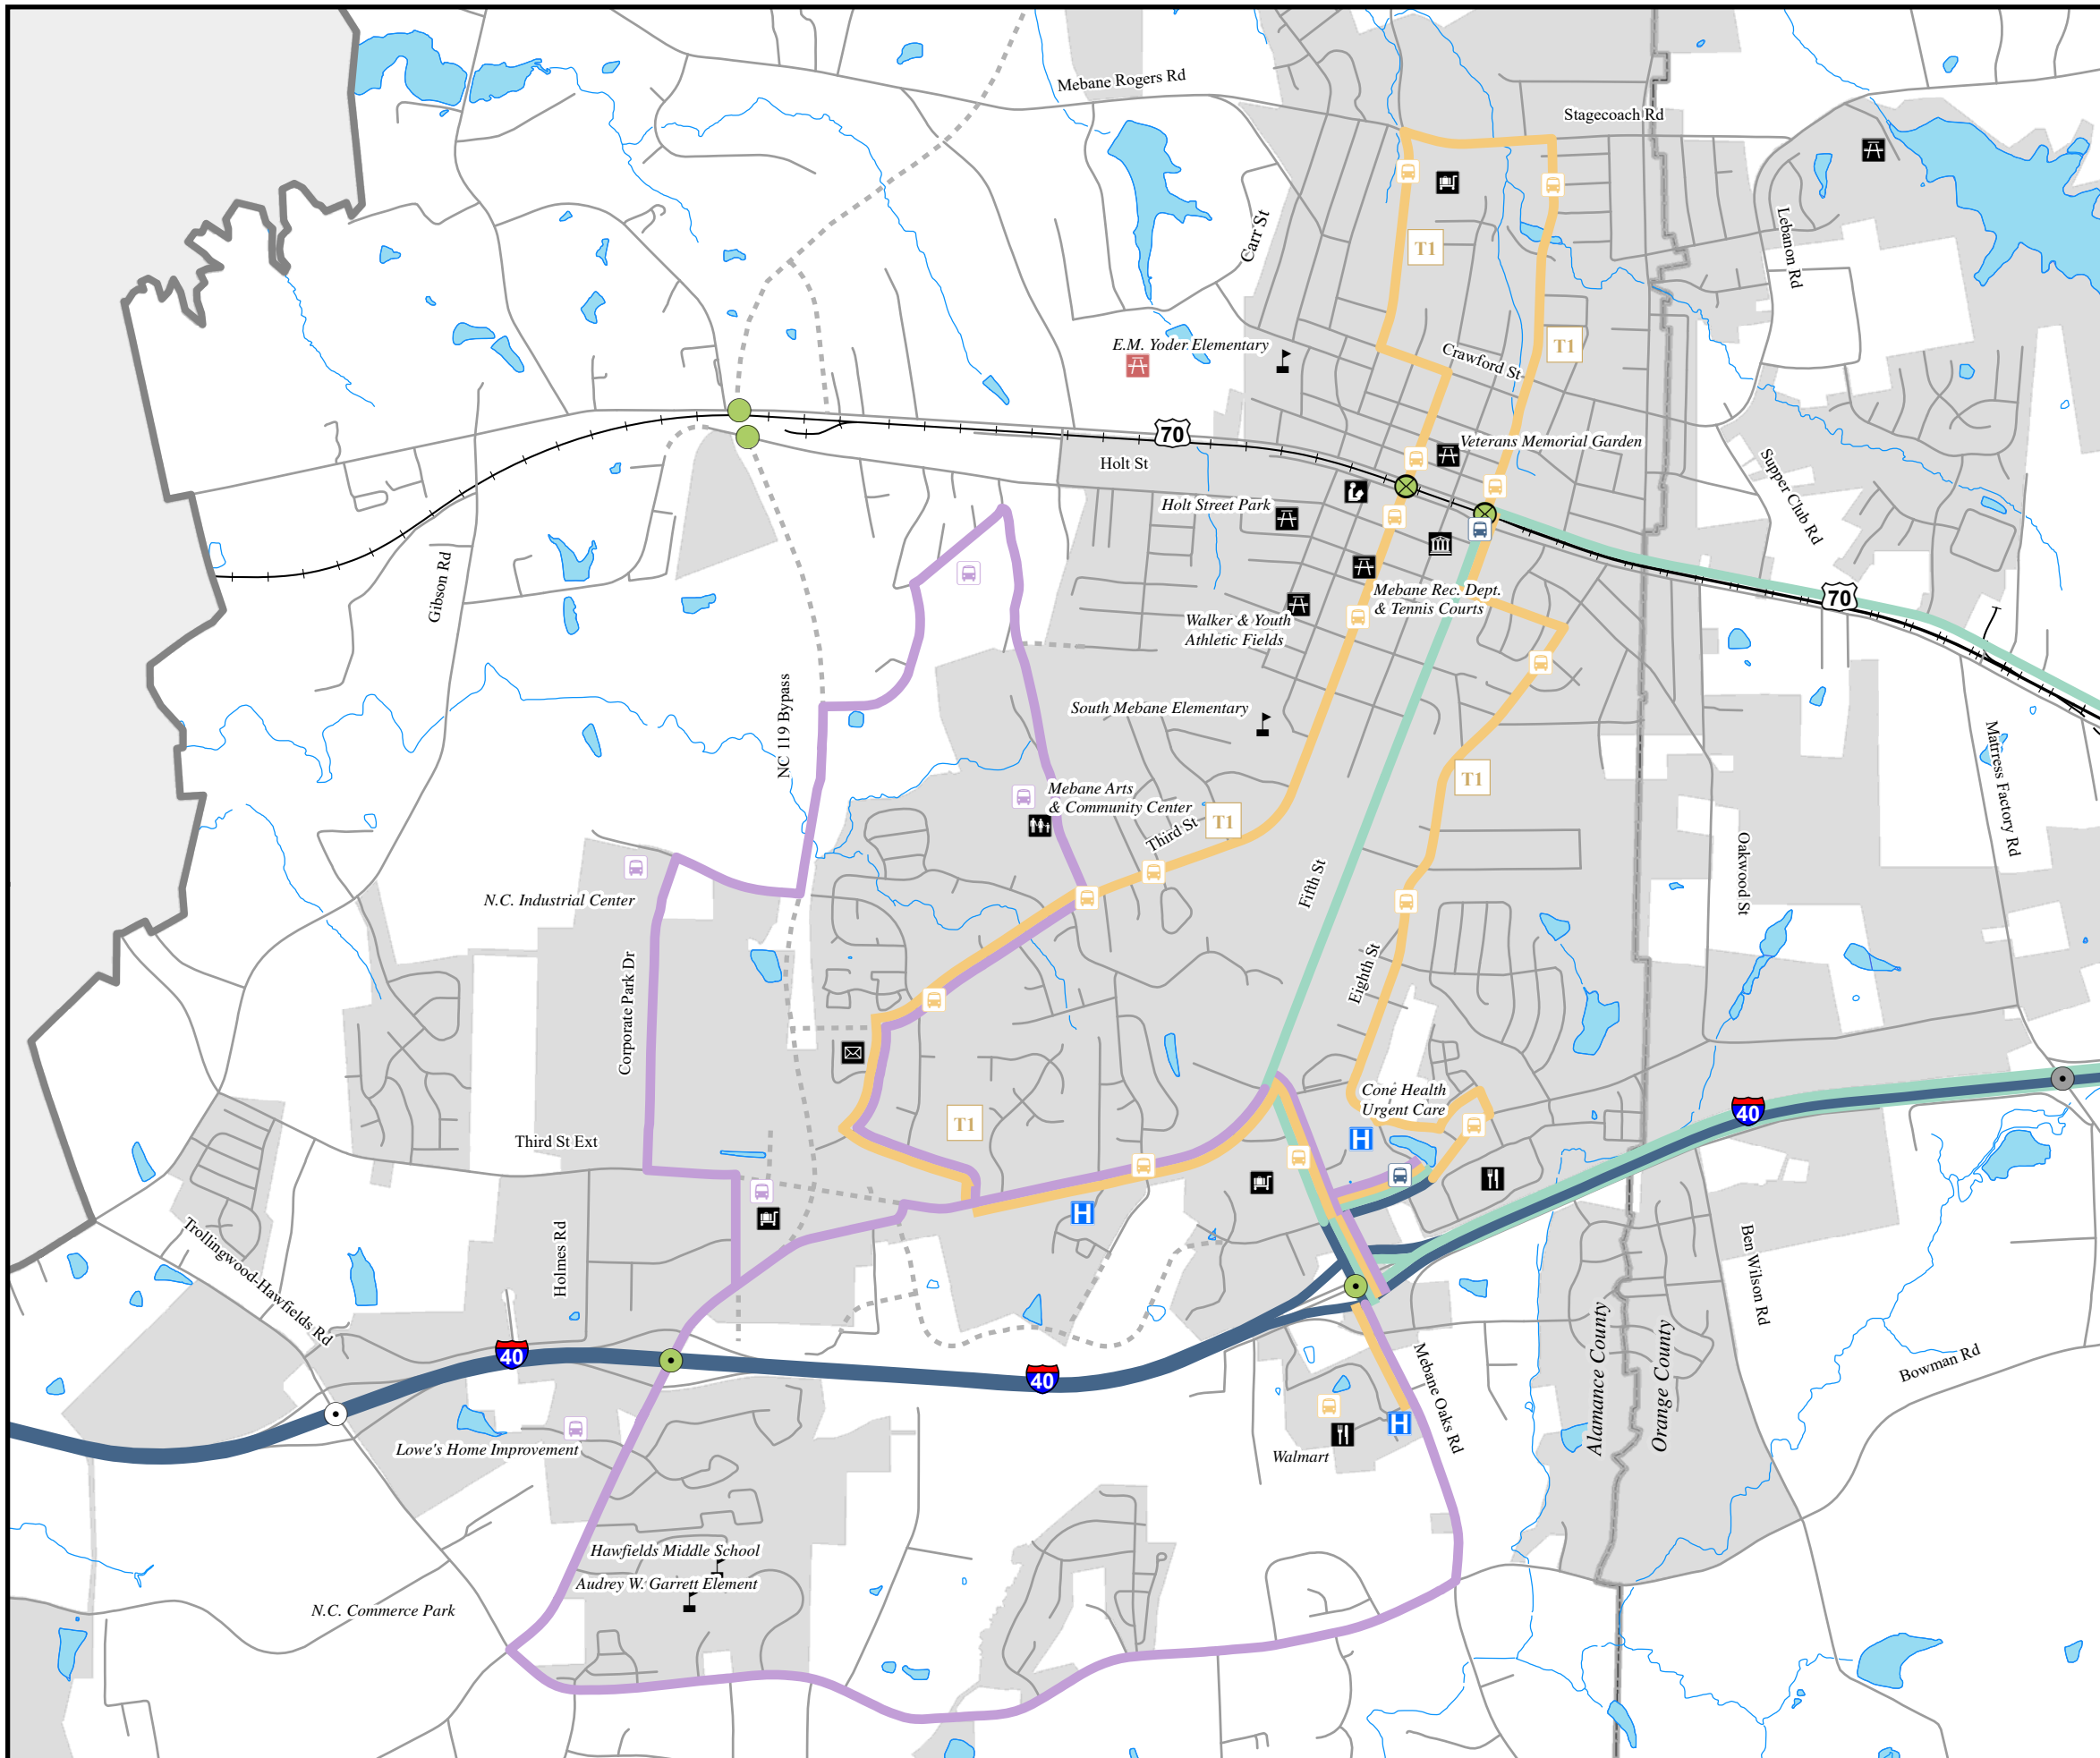 Mebane Rogers Rd
Stagecoach Rd
Carr St
Lebanon Rd
T1
E.M. Yoder Elementary
T1
Crawford St
70
Veterans Memorial Garden
Holt St
Supper Club Rd
Holt Street Park
Gibson Rd
Mebane Rec. Dept.
& Tennis Courts
70
Walker & Youth
Athletic Fields
NC 119 Bypass
South Mebane Elementary
Matrress Factory Rd
T1
Mebane Arts
& Community Center
Third St
T1
Oakwood St
Fifth St
N.C. Industrial Center
Eighth St
Corporate Park Dr
Cone Health
Urgent Care
40
T1
Third St Ext
H
H
Trollingwood-Hawfields Rd
Holmes Rd
Ben Wilson Rd
Alamance County
Orange County
40
40
Mebane Oaks Rd
Bowman Rd
H
Lowe's Home Improvement
Walmart
Hawfields Middle School
Audrey W. Garrett Element
N.C. Commerce Park